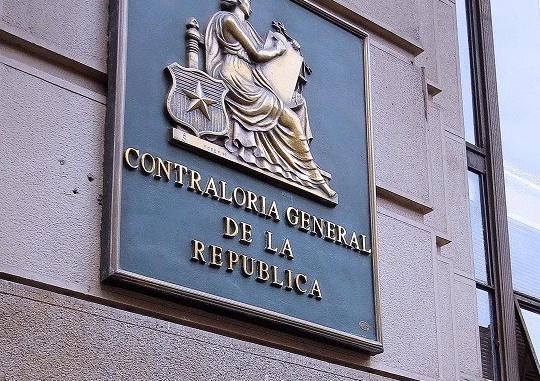 CONTRALORIA GENERAL
DE LA
REPUBLICA